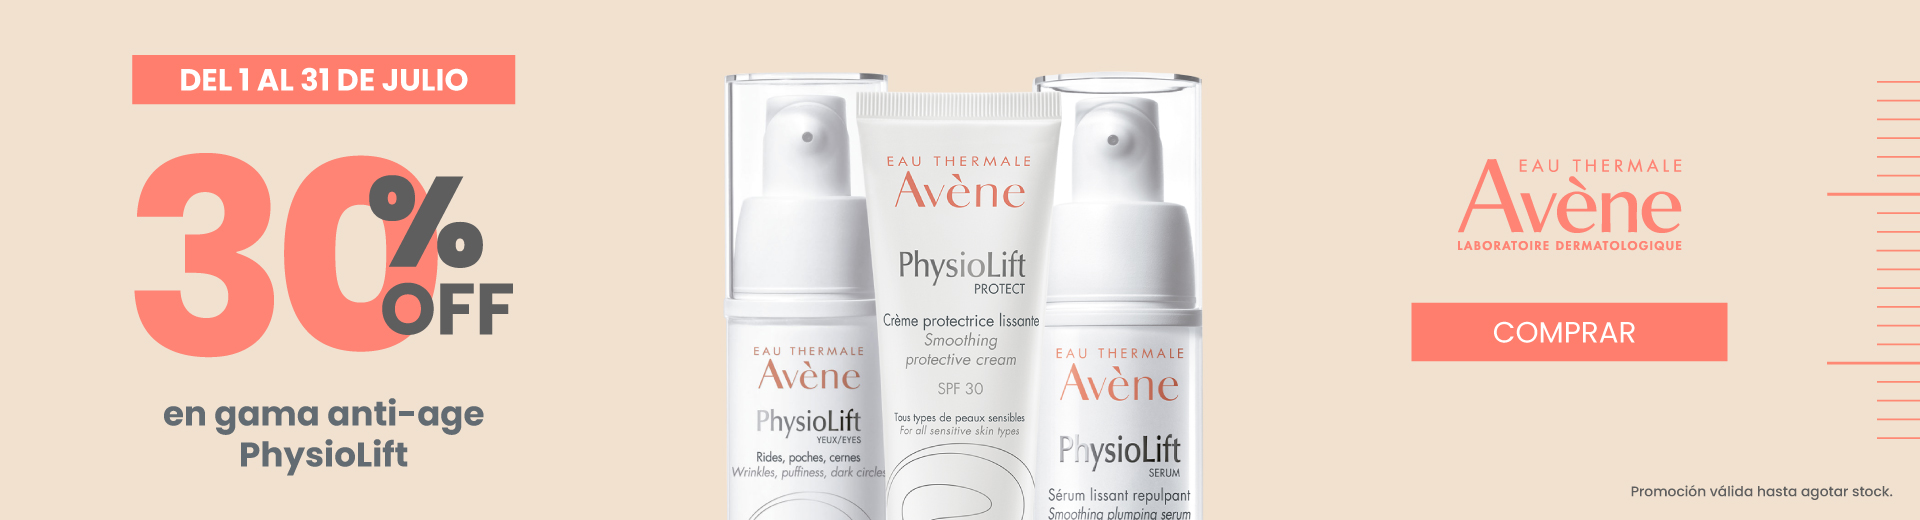 DEL 1 AL 31 DE JULIO
30%
OFF
en gama anti-age
PhysioLift
EAU THERMALE
Avène
PhysioLift
YEUX/EYES
Rides, poches, cernes
Wrinkles, puffiness, dark circles
EAU THERMALE
Avène
PhysioLift
PROTECT
Crème protectrice lissante
Smoothing
protective cream
SPF 30
Tous types de peaux sensibles
For all sensitive skin types
EAU THERMALE
Avène
PhysioLift
SERUM
Sérum lissant repulpant
Smoothing plumping serum
EAU THERMALE
Avène
LABORATOIRE DERMATOLOGIQUE
COMPRAR
Promoción válida hasta agotar stock.